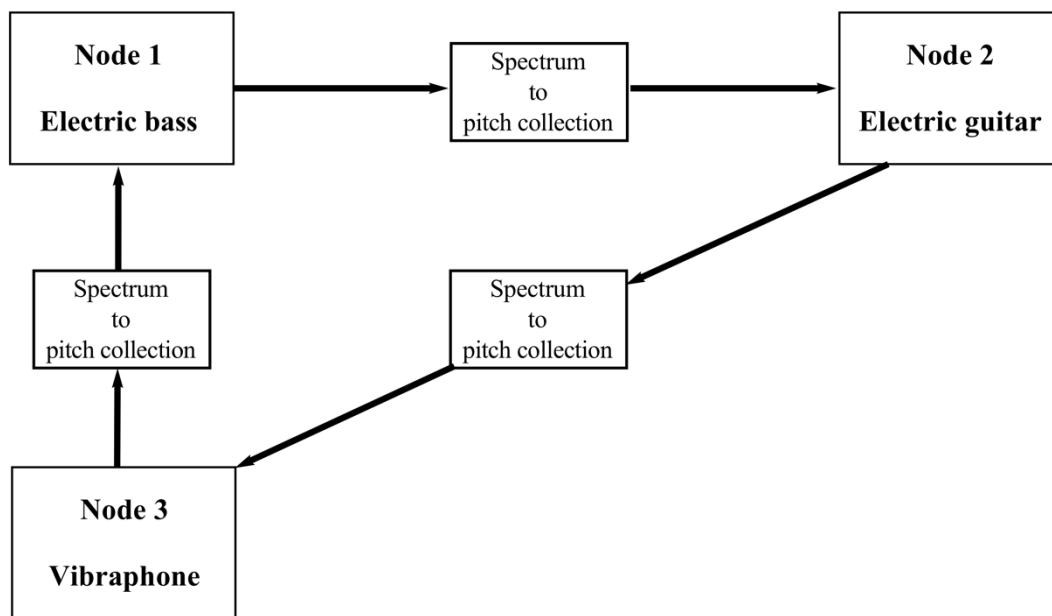 Node 1
Electric bass
Spectrum
to
pitch collection
Node 2
Electric guitar
Spectrum
to
pitch collection
Spectrum
to
pitch collection
Node 3
Vibraphone